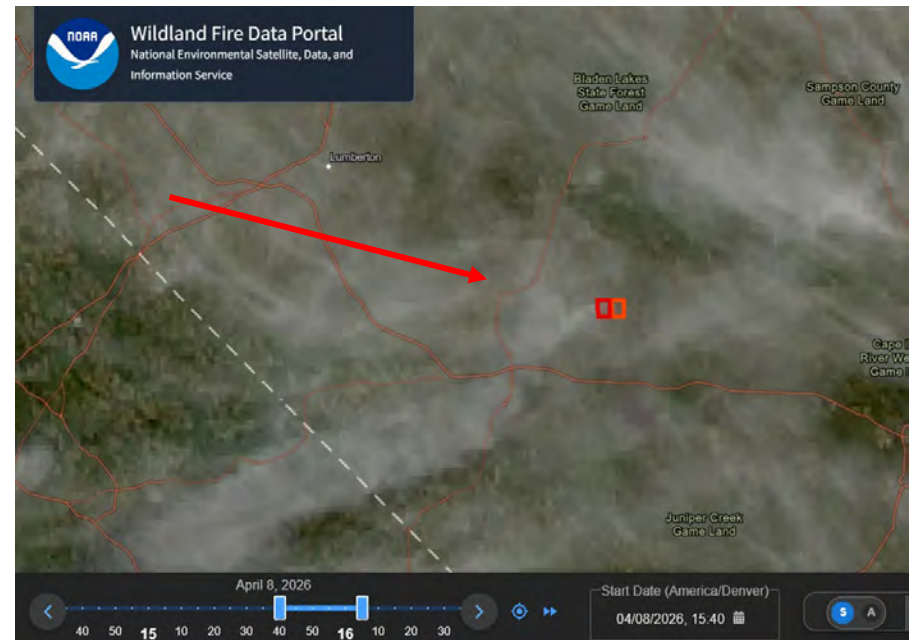 NOAA
Wildland Fire Data Portal
National Environmental Satellite, Data, and
Information Service
Bladen Lakes
State Forest
Game Land
Sampson County
Game Land
Lumberton
Cape
River We
Game
Juniper Creek
Game Land
April 8, 2026
40 50 15 10 20 30 40 50 16 10 20 30
Start Date (America/Denver)
04/08/2026, 15:40
S A